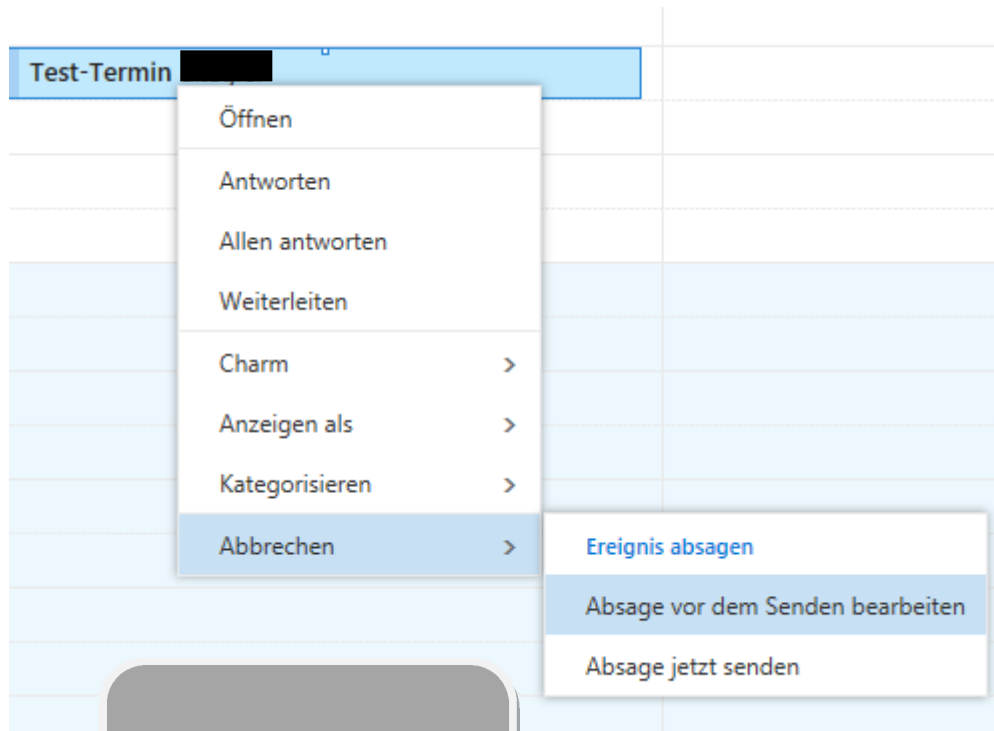 Test-Termin
Öffnen
Antworten
Allen antworten
Weiterleiten
Charm
Anzeigen als
Kategorisieren
Abbrechen
Ereignis absagen
Absage vor dem Senden bearbeiten
Absage jetzt senden